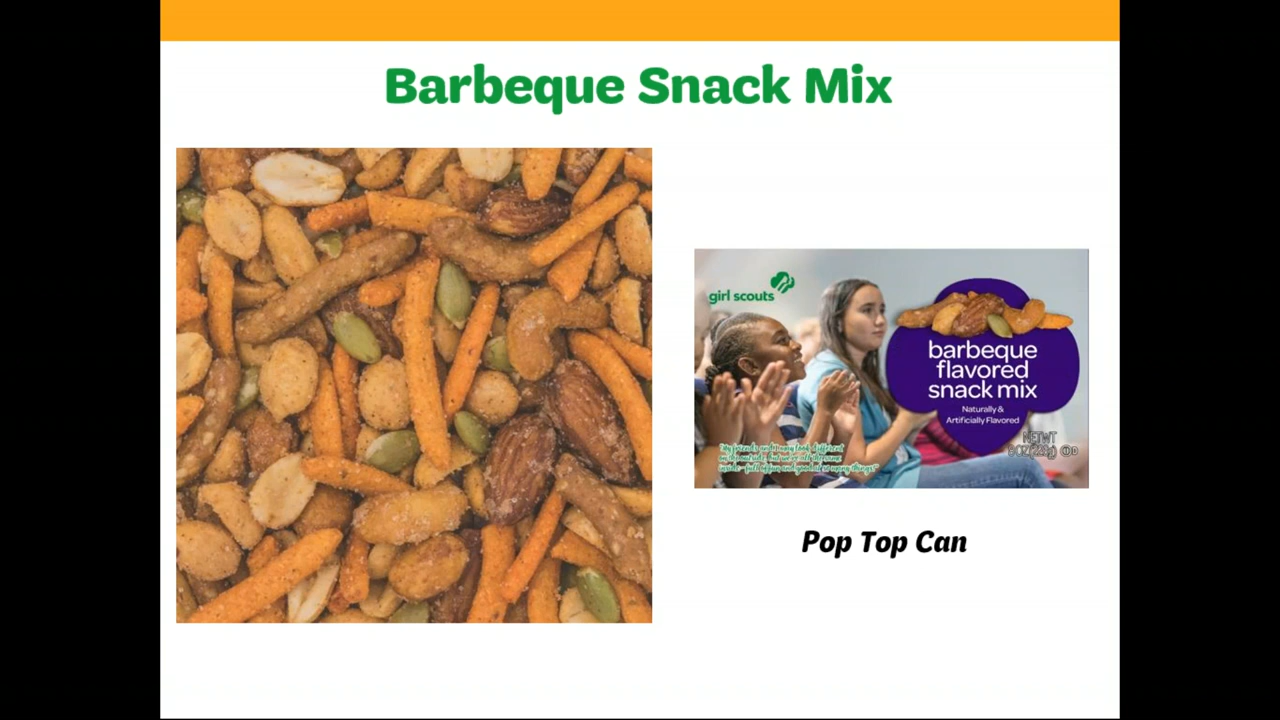 Barbeque Snack Mix
girl scouts
barbeque
flavored
snack mix
Naturally &
Artificially Flavored
NET WT
Pop Top Can